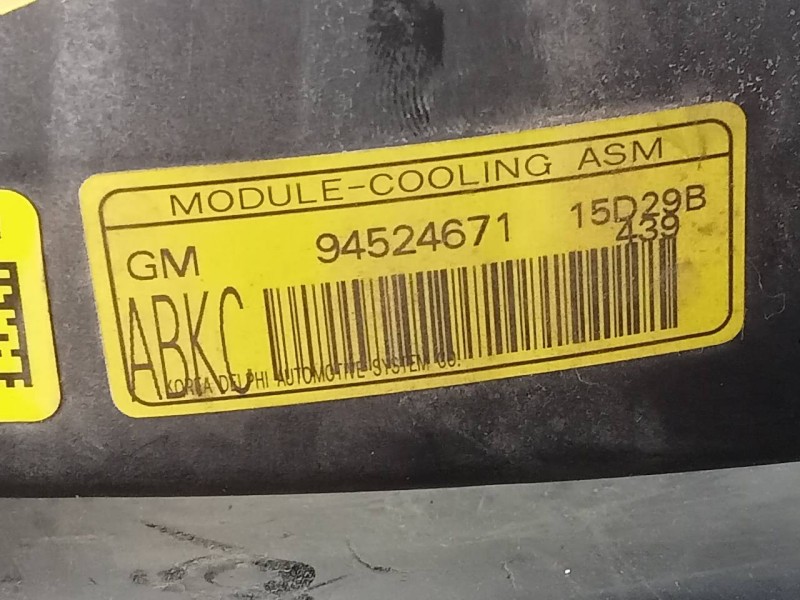 MODULE-COOLING ASM
GM 94524671 15D29B
439
ABKC
KOREA DELPHI AUTOMOTIVE SYSTEM CO.